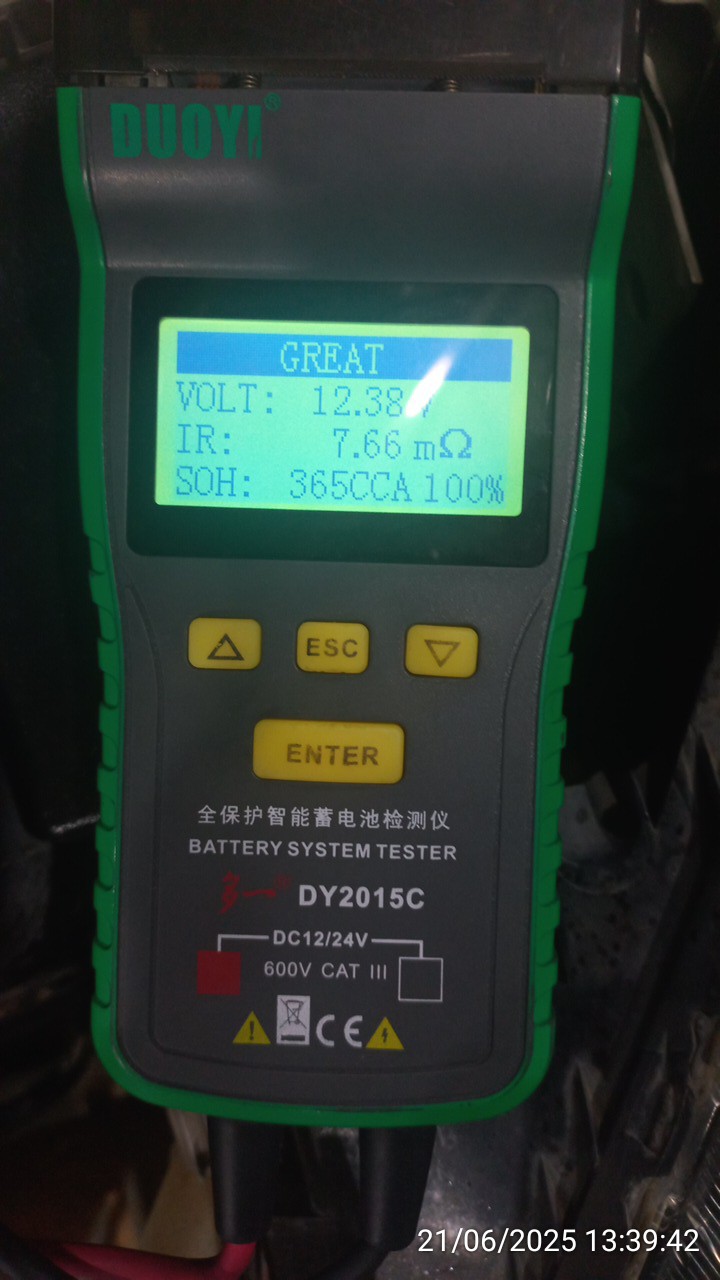 DUOYI®
GREAT
VOLT: 12.38 V
IR: 7.66 mΩ
SOH: 365CCA 100%
ESC
ENTER
全保护智能蓄电池检测仪
BATTERY SYSTEM TESTER
多一® DY2015C
DC12/24V
600V CAT III
CE
21/06/2025 13:39:42